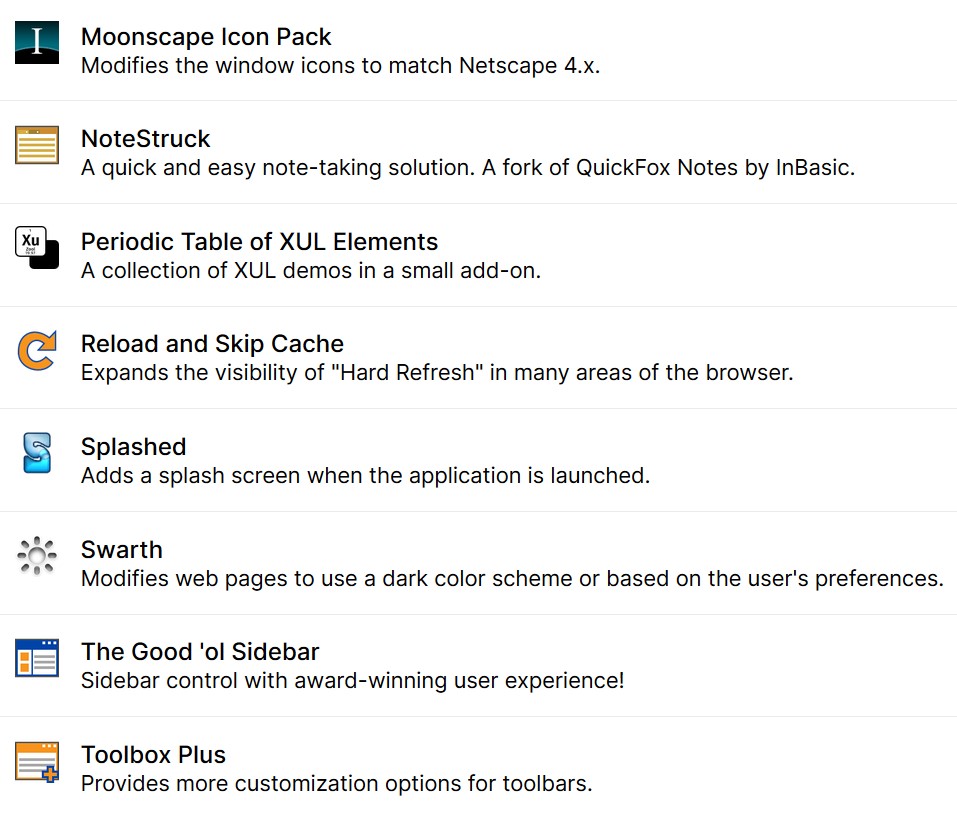 I
Moonscape Icon Pack
Modifies the window icons to match Netscape 4.x.
NoteStruck
A quick and easy note-taking solution. A fork of QuickFox Notes by InBasic.
Xu
Periodic Table of XUL Elements
A collection of XUL demos in a small add-on.
Reload and Skip Cache
Expands the visibility of "Hard Refresh" in many areas of the browser.
S
Splashed
Adds a splash screen when the application is launched.
Swarth
Modifies web pages to use a dark color scheme or based on the user's preferences.
The Good 'ol Sidebar
Sidebar control with award-winning user experience!
Toolbox Plus
Provides more customization options for toolbars.